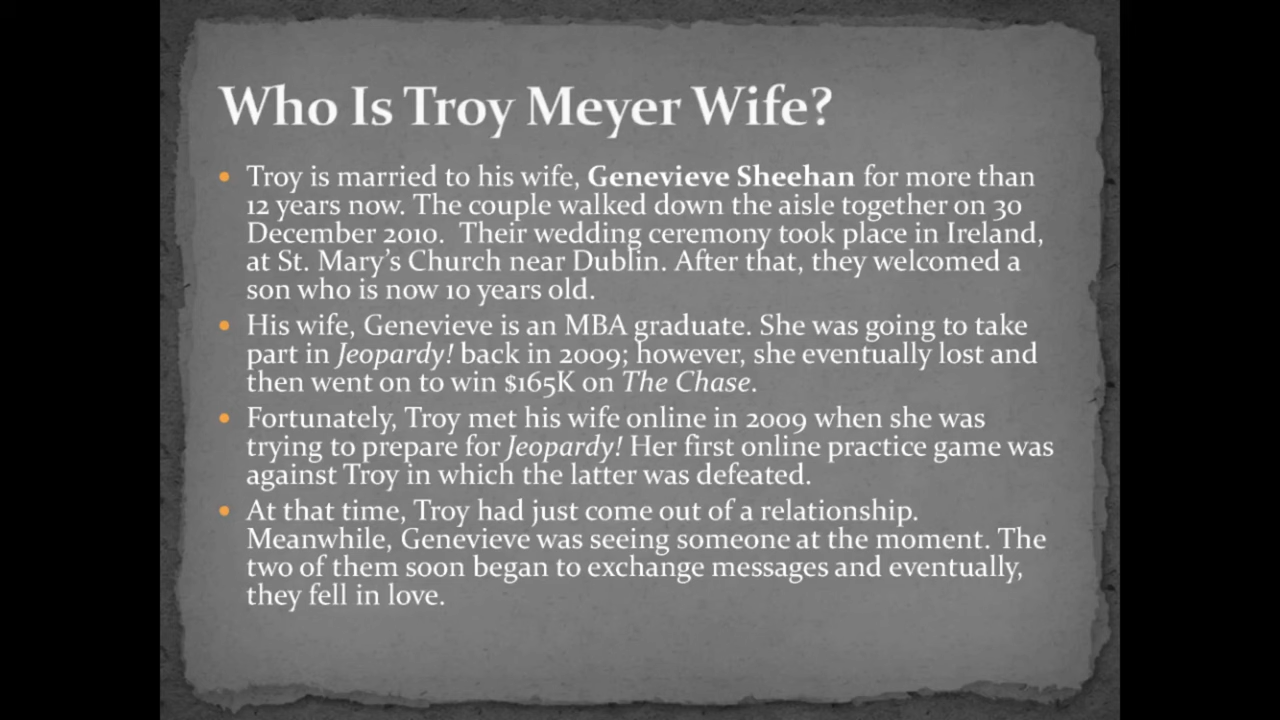 Who Is Troy Meyer Wife?
• Troy is married to his wife, Genevieve Sheehan for more than
12 years now. The couple walked down the aisle together on 30
December 2010.  Their wedding ceremony took place in Ireland,
at St. Mary’s Church near Dublin. After that, they welcomed a
son who is now 10 years old.
• His wife, Genevieve is an MBA graduate. She was going to take
part in Jeopardy! back in 2009; however, she eventually lost and
then went on to win $165K on The Chase.
• Fortunately, Troy met his wife online in 2009 when she was
trying to prepare for Jeopardy! Her first online practice game was
against Troy in which the latter was defeated.
• At that time, Troy had just come out of a relationship.
Meanwhile, Genevieve was seeing someone at the moment. The
two of them soon began to exchange messages and eventually,
they fell in love.